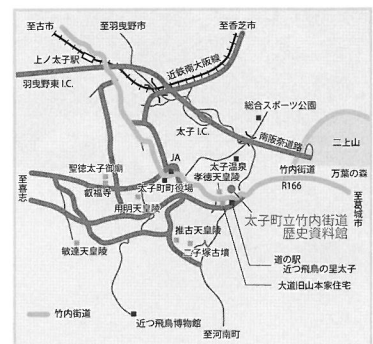 至古市
至羽曳野市
至香芝市
上ノ太子駅
近鉄南大阪線
羽曳野東 I.C.
総合スポーツ公園
太子 I.C.
南阪奈道路
二上山
JA
太子温泉
孝徳天皇陵
竹内街道
万葉の森
聖徳太子御廟
叡福寺
太子町町役場
R166
至喜志
用明天皇陵
至葛城市
太子町立竹内街道
歴史資料館
推古天皇陵
敏達天皇陵
二子塚古墳
道の駅
近つ飛鳥の里太子
大道旧山本家住宅
竹内街道
近つ飛鳥博物館
至河南町